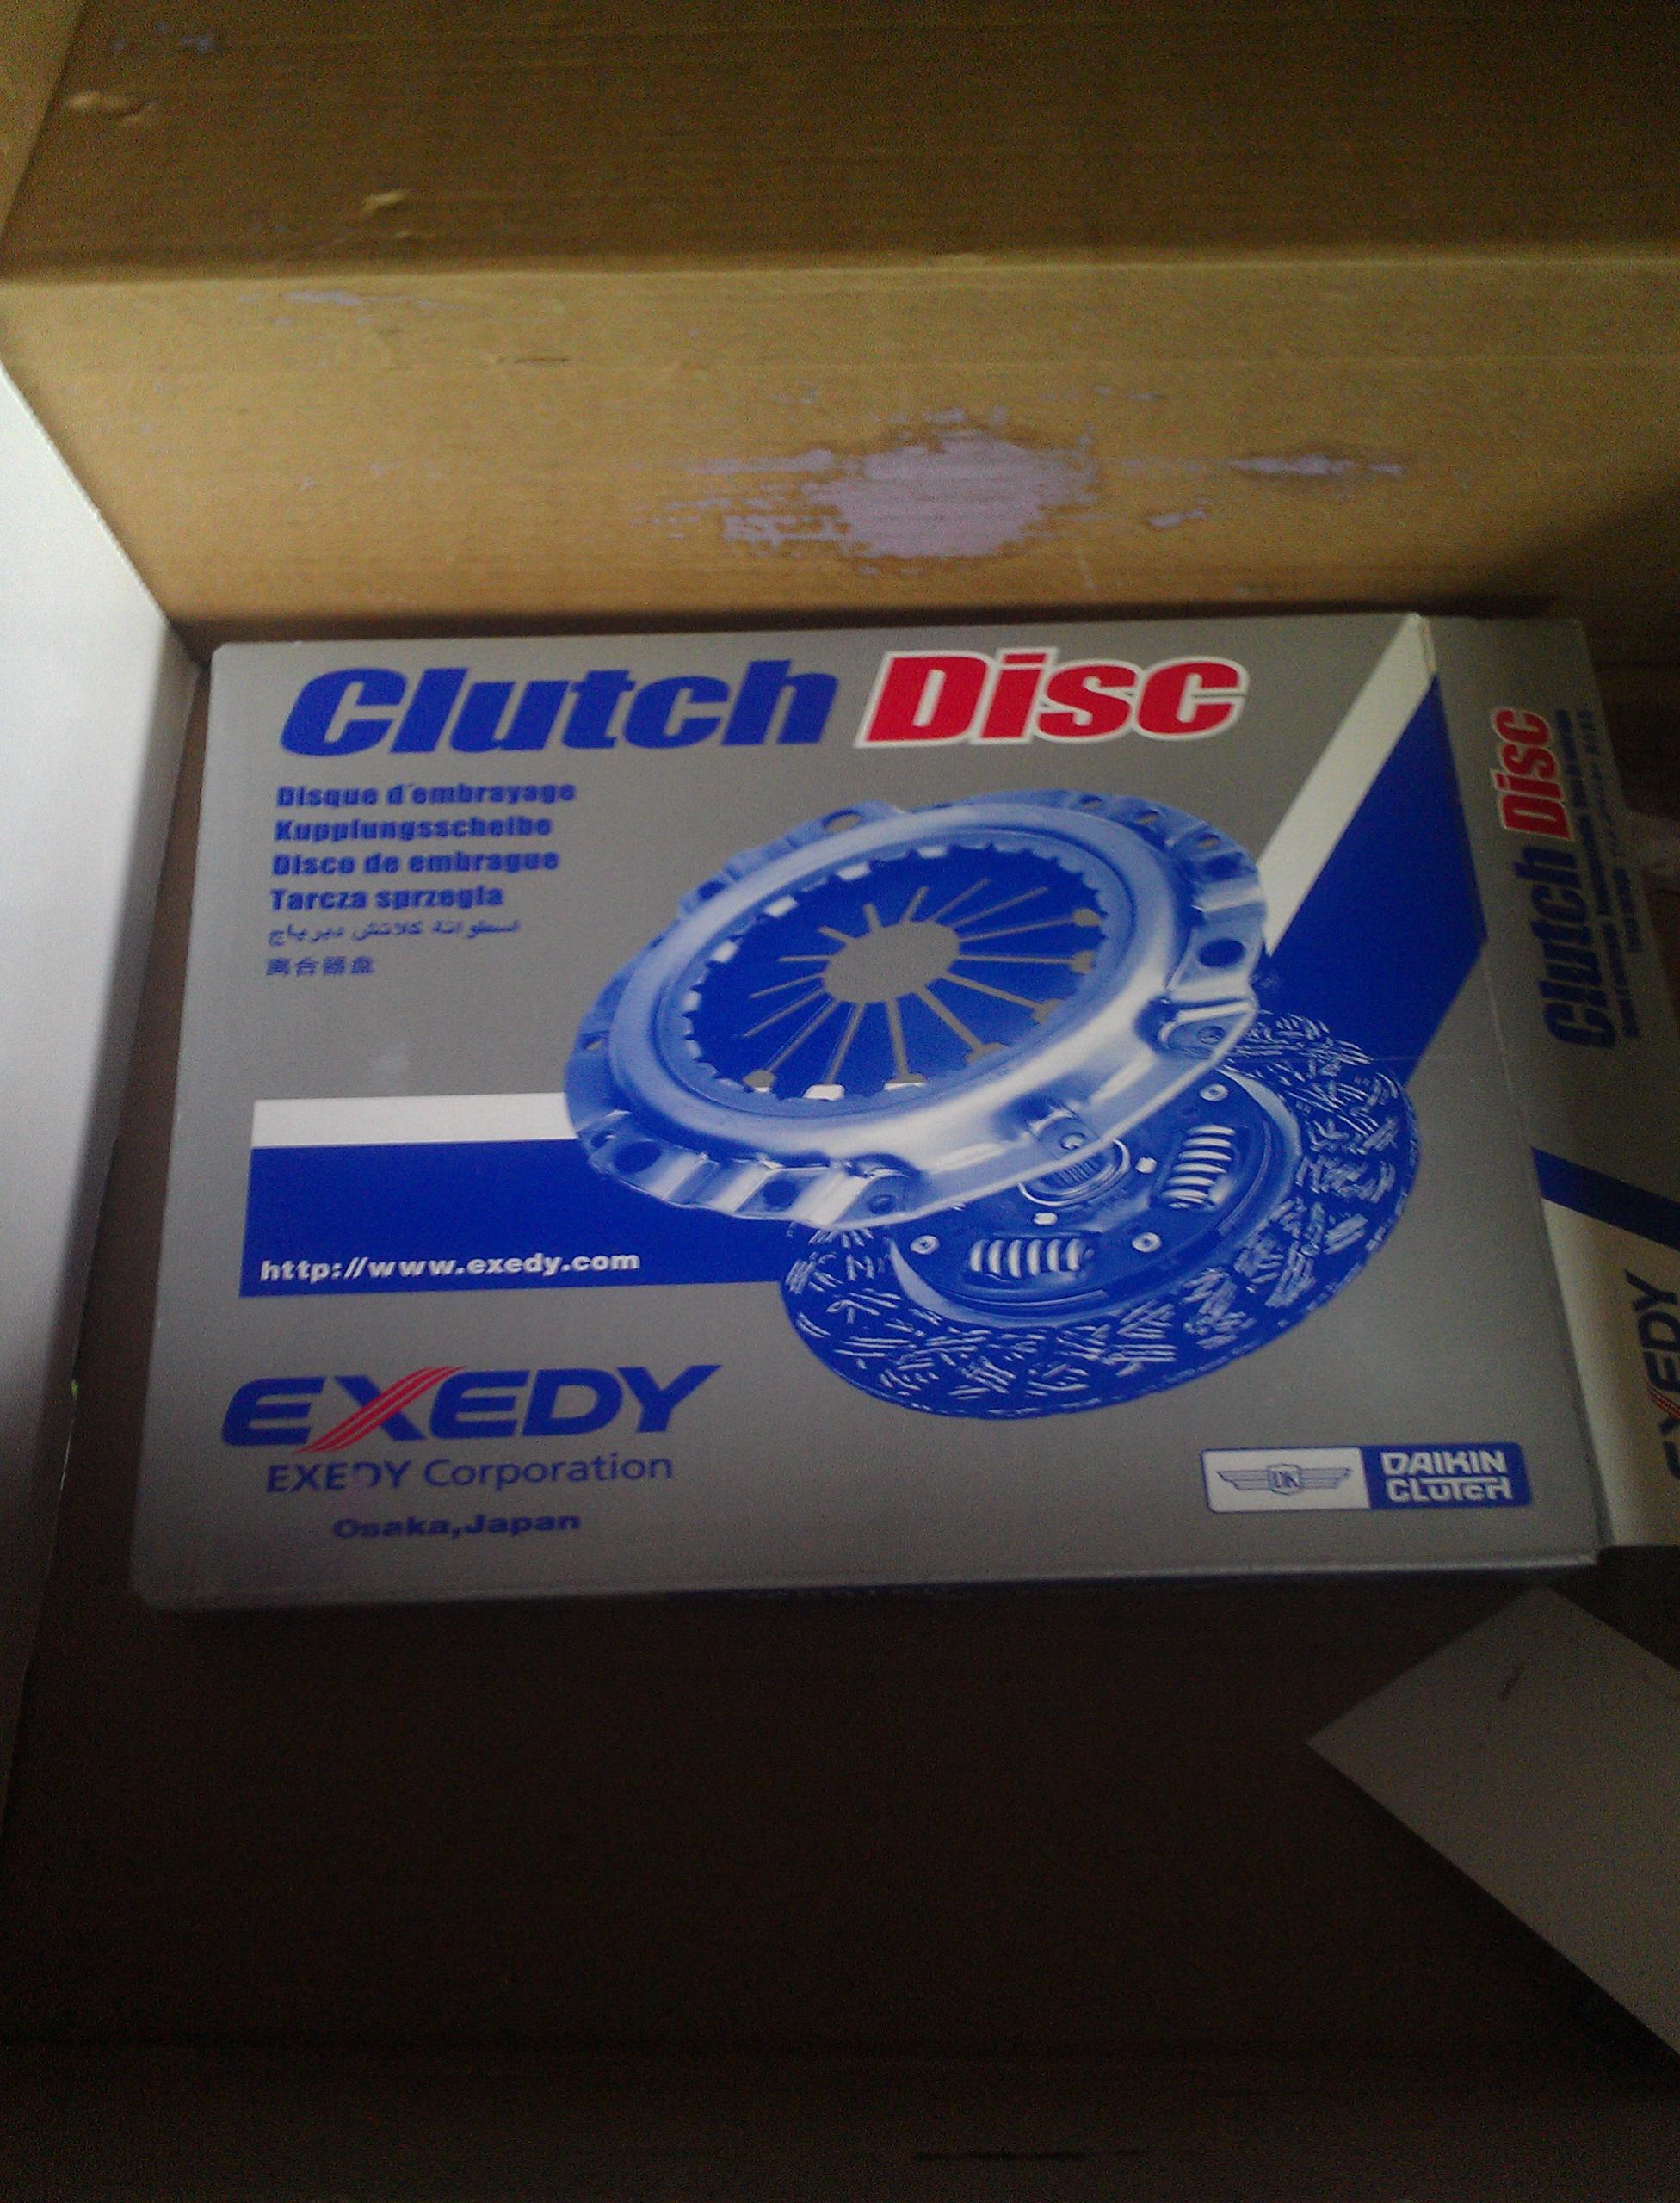 Clutch Disc
Disque d'embrayage
Kupplungsscheibe
Disco de embrague
Tarcza sprzegla
اسطوانة كلاتش دبرياج
离合器盘
http://www.exedy.com
EXEDY
EXEDY Corporation
Osaka,Japan
DK
DAIKIN
CLUTCH
Clutch Disc
EXEDY